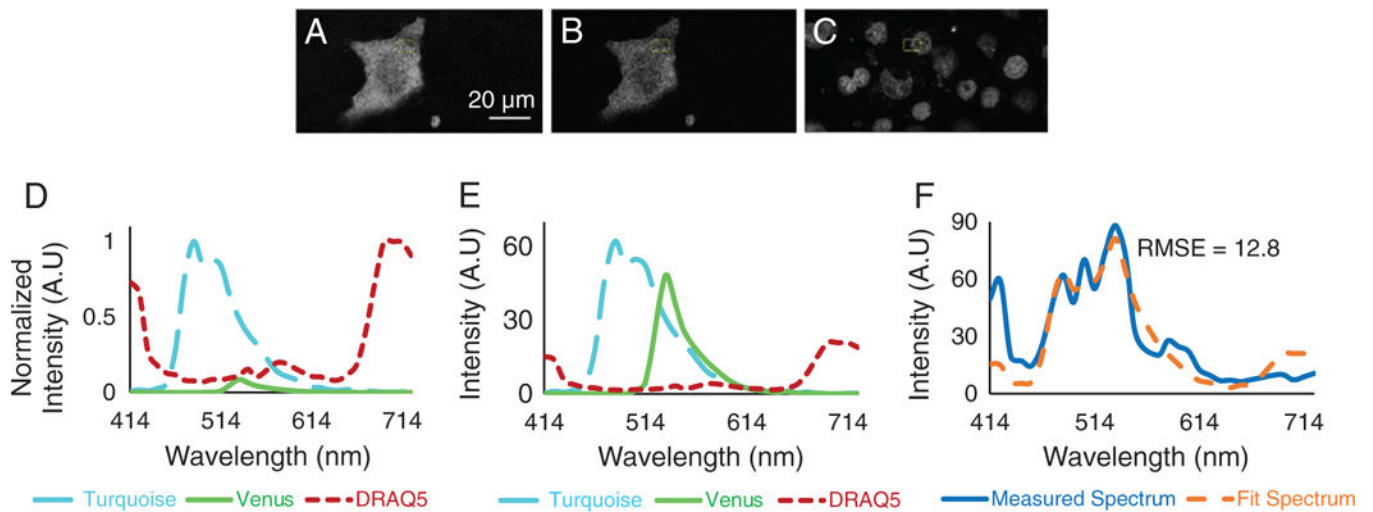 A
B
C
20 µm
D
Normalized
Intensity (A.U)
1
0.5
0
414 514 614 714
Wavelength (nm)
Turquoise Venus DRAQ5
E
Intensity (A.U)
60
30
0
414 514 614 714
Wavelength (nm)
Turquoise Venus DRAQ5
F
Intensity (A.U)
90
60
30
0
RMSE = 12.8
414 514 614 714
Wavelength (nm)
Measured Spectrum Fit Spectrum